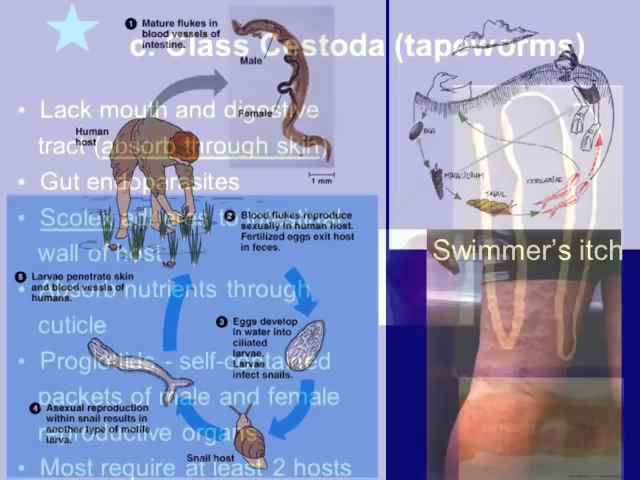 c. Class Cestoda (tapeworms)
• Lack mouth and digestive
tract (absorb through skin)
• Gut endoparasites
• Scolex
wall of host
• Absorb nutrients through
cuticle
• Proglottids - self-contained
packets of male and female
reproductive organs
• Most require at least 2 hosts
1 Mature flukes in
blood vessels of
intestine.
Male
Female
1 mm
Human
host
2 Blood flukes reproduce
sexually in human host.
Fertilized eggs exit host
in feces.
5 Larvae penetrate skin
and blood vessls of
humans.
3 Eggs develop
in water into
ciliated
larvae.
Larvae
infect snails.
4 Asexual reproduction
within snail results in
another type of motile
larva.
Snail host
EGG
MIRACIDIUM
SNAIL
CERCARIAE
Swimmer's itch